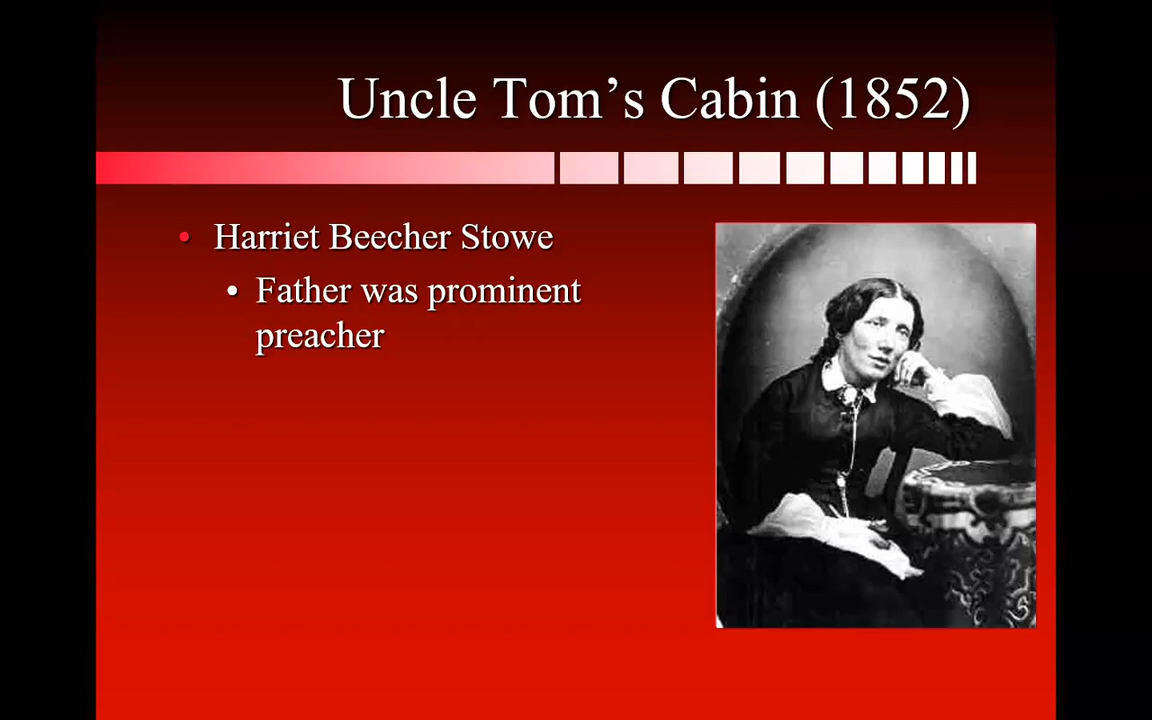 Uncle Tom’s Cabin (1852)
• Harriet Beecher Stowe
• Father was prominent
preacher